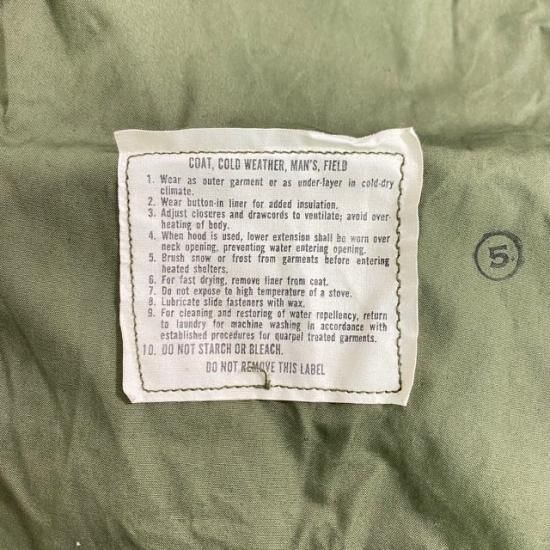 COAT, COLD WEATHER, MAN'S, FIELD
1. Wear as outer garment or as under-layer in cold-dry
climate.
2. Wear button-in liner for added insulation.
3. Adjust closures and drawcords to ventilate; avoid over-
heating of body.
4. When hood is used, lower extension shall be worn over
neck opening, preventing water entering opening.
5. Brush snow or frost from garments before entering
heated shelters.
6. For fast drying, remove liner from coat.
7. Do not expose to high temperature of a stove.
8. Lubricate slide fasteners with wax.
9. For cleaning and restoring of water repellency, return
to laundry for machine washing in accordance with
established procedures for quarpel treated garments.
10. DO NOT STARCH OR BLEACH.
DO NOT REMOVE THIS LABEL
5